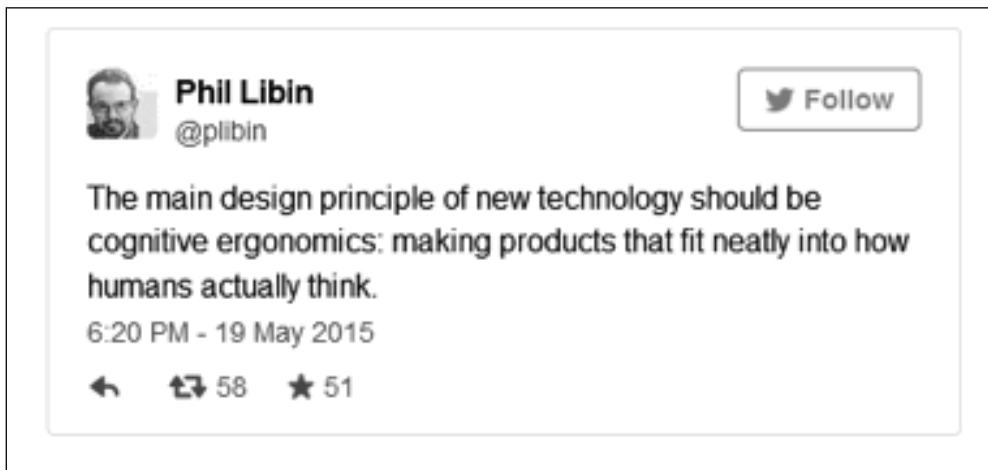 Phil Libin
@plibin
Follow
The main design principle of new technology should be
cognitive ergonomics: making products that fit neatly into how
humans actually think.
6:20 PM - 19 May 2015
58 51